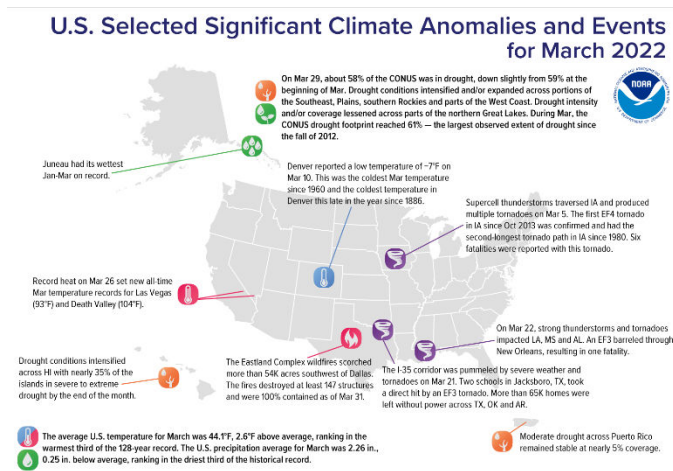 U.S. Selected Significant Climate Anomalies and Events
for March 2022
On Mar 29, about 58% of the CONUS was in drought, down slightly from 59% at the
beginning of Mar. Drought conditions intensified and/or expanded across portions of
the Southeast, Plains, southern Rockies and parts of the West Coast. Drought intensity
and/or coverage lessened across parts of the northern Great Lakes. During Mar, the
CONUS drought footprint reached 61% — the largest observed extent of drought since
the fall of 2012.
NOAA
Juneau had its wettest
Jan-Mar on record.
Denver reported a low temperature of -7°F on
Mar 10. This was the coldest Mar temperature
since 1960 and the coldest temperature in
Denver this late in the year since 1886.
Supercell thunderstorms traversed IA and produced
multiple tornadoes on Mar 5. The first EF4 tornado
in IA since Oct 2013 was confirmed and had the
second-longest tornado path in IA since 1980. Six
fatalities were reported with this tornado.
Record heat on Mar 26 set new all-time
Mar temperature records for Las Vegas
(93°F) and Death Valley (104°F).
On Mar 22, strong thunderstorms and tornadoes
impacted LA, MS and AL. An EF3 barreled through
New Orleans, resulting in one fatality.
Drought conditions intensified
across HI with nearly 35% of the
islands in severe to extreme
drought by the end of the month.
The Eastland Complex wildfires scorched
more than 54K acres southwest of Dallas.
The fires destroyed at least 147 structures
and were 100% contained as of Mar 31.
The I-35 corridor was pummeled by severe weather and
tornadoes on Mar 21. Two schools in Jacksboro, TX, took
a direct hit by an EF3 tornado. More than 65K homes were
left without power across TX, OK and AR.
The average U.S. temperature for March was 44.1°F, 2.6°F above average, ranking in the
warmest third of the 128-year record. The U.S. precipitation average for March was 2.26 in.,
0.25 in. below average, ranking in the driest third of the historical record.
Moderate drought across Puerto Rico
remained stable at nearly 5% coverage.